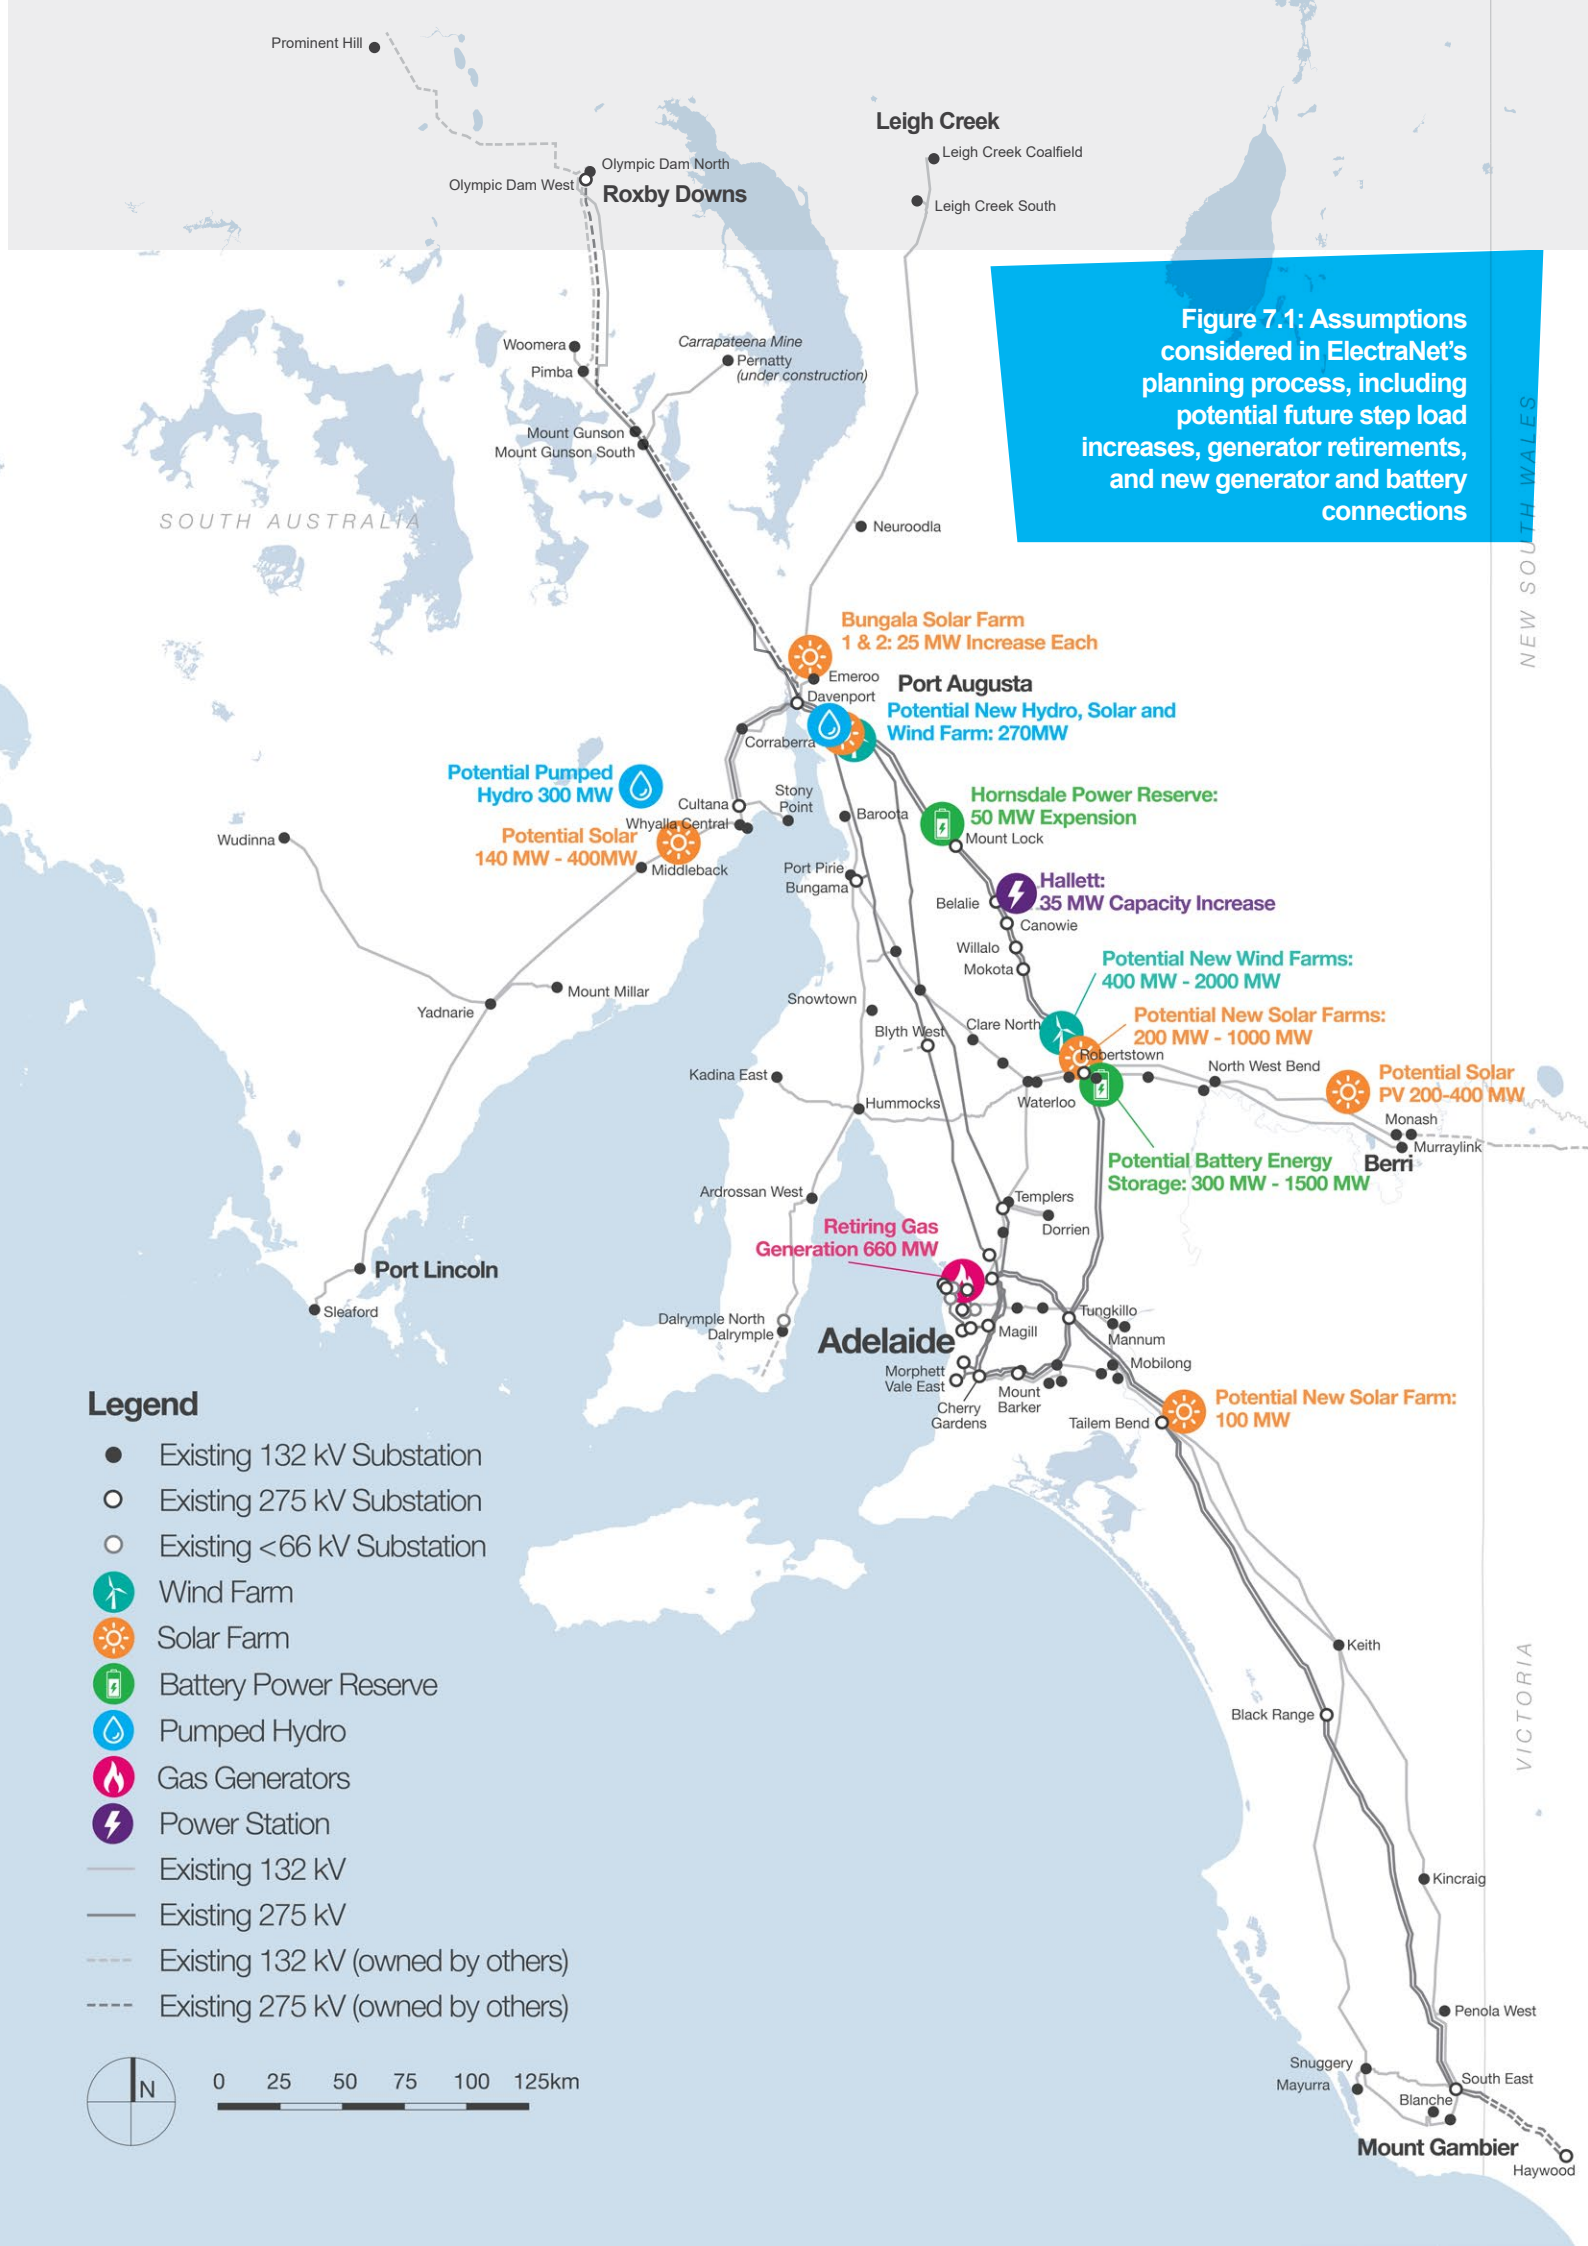 Prominent Hill
Leigh Creek
Leigh Creek Coalfield
Olympic Dam North
Olympic Dam West
Roxby Downs
Leigh Creek South
Figure 7.1: Assumptions
considered in ElectraNet's
planning process, including
potential future step load
increases, generator retirements,
and new generator and battery
connections
NEW SOUTH WALES
Woomera
Pimba
Carrapateena Mine
Pernatty
(under construction)
Mount Gunson
Mount Gunson South
SOUTH AUSTRALIA
Neuroodla
Bungala Solar Farm
1 & 2: 25 MW Increase Each
Emeroo
Davenport
Port Augusta
Potential New Hydro, Solar and
Wind Farm: 270MW
Corraberra
Potential Pumped
Hydro 300 MW
Cultana
Stony
Point
Whyalla Central
Potential Solar
140 MW - 400MW
Middleback
Wudinna
Baroota
Hornsdale Power Reserve:
50 MW Expension
Mount Lock
Port Pirie
Bungama
Hallett:
35 MW Capacity Increase
Belalie
Canowie
Willalo
Mokota
Potential New Wind Farms:
400 MW - 2000 MW
Mount Millar
Yadnarie
Snowtown
Blyth West
Clare North
Potential New Solar Farms:
200 MW - 1000 MW
Robertstown
North West Bend
Potential Solar
PV 200-400 MW
Kadina East
Hummocks
Waterloo
Monash
Murraylink
Berri
Potential Battery Energy
Storage: 300 MW - 1500 MW
Ardrossan West
Templers
Dorrien
Retiring Gas
Generation 660 MW
Port Lincoln
Sleaford
Dalrymple North
Dalrymple
Adelaide
Magill
Tungkillo
Mannum
Mobilong
Morphett
Vale East
Cherry
Gardens
Mount
Barker
Tailem Bend
Potential New Solar Farm:
100 MW
Keith
Black Range
VICTORIA
Kincraig
Penola West
Snuggery
Mayurra
South East
Blanche
Mount Gambier
Haywood
Legend
Existing 132 kV Substation
Existing 275 kV Substation
Existing <66 kV Substation
Wind Farm
Solar Farm
Battery Power Reserve
Pumped Hydro
Gas Generators
Power Station
Existing 132 kV
Existing 275 kV
Existing 132 kV (owned by others)
Existing 275 kV (owned by others)
N
0 25 50 75 100 125km